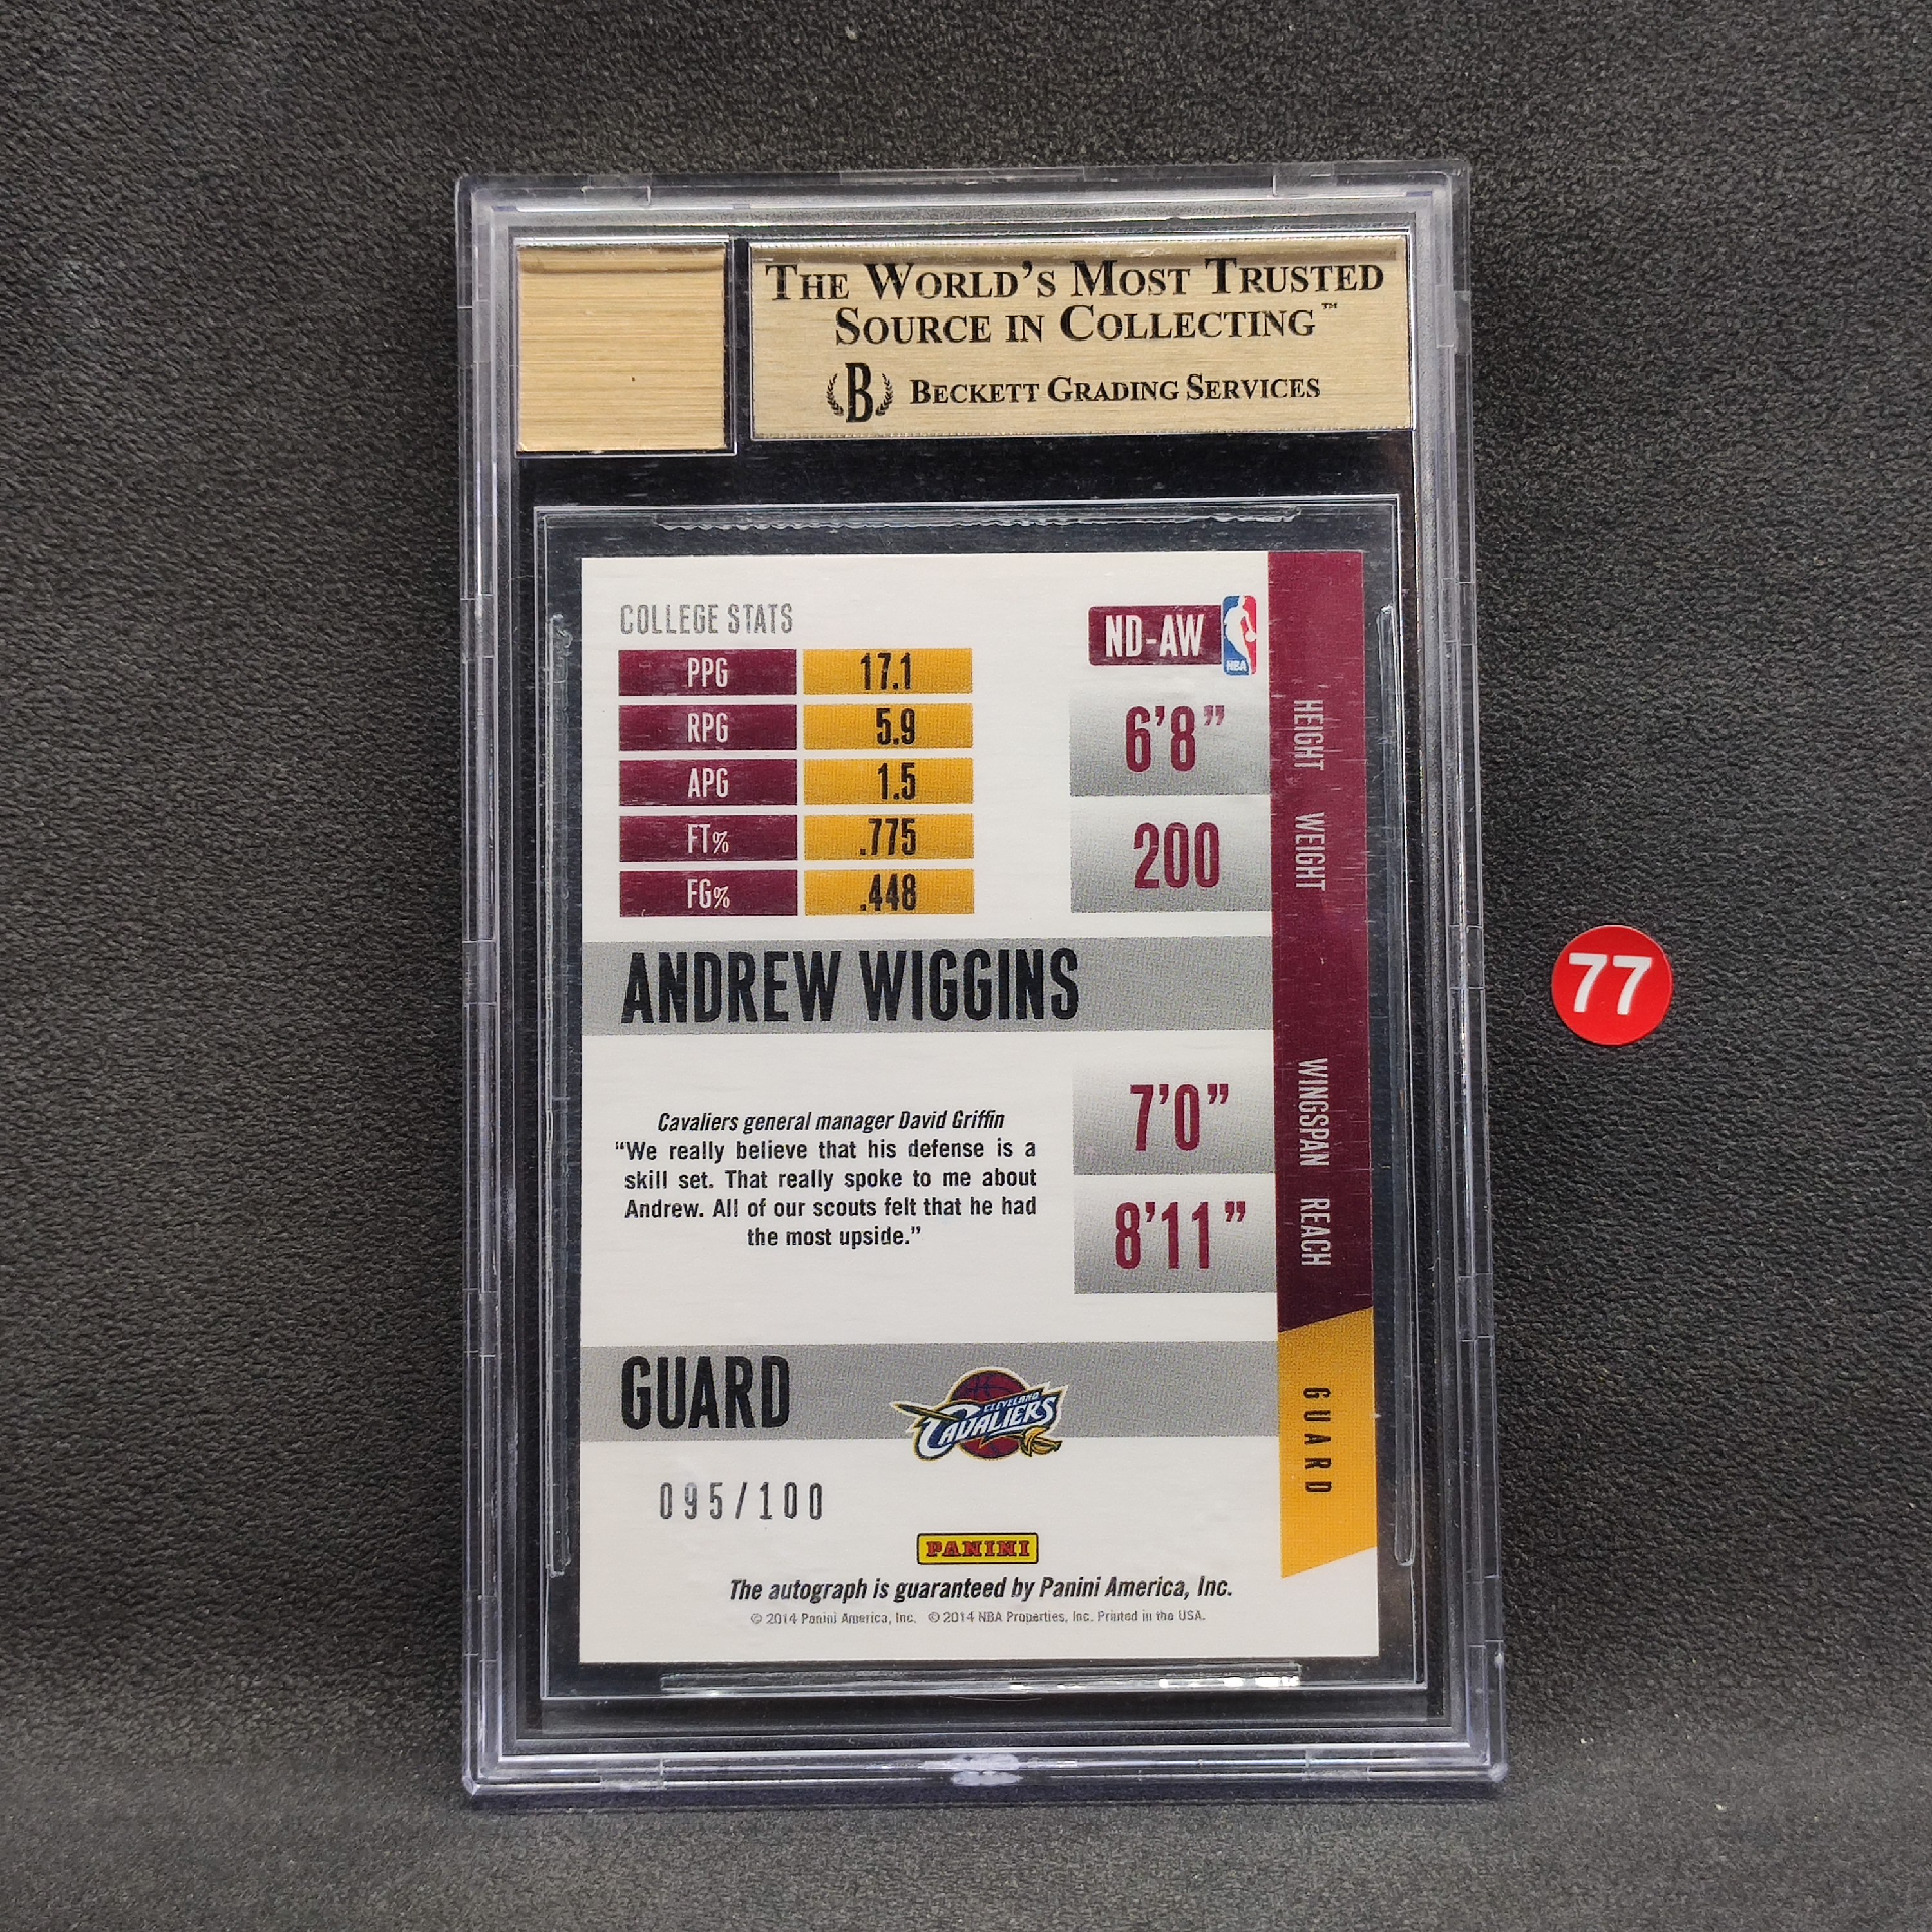 THE WORLD'S MOST TRUSTED
SOURCE IN COLLECTING™
B BECKETT GRADING SERVICES
COLLEGE STATS
PPG 17.1
RPG 5.9
APG 1.5
FT% .775
FG% .448
ND-AW
NBA
6'8"
HEIGHT
200
WEIGHT
ANDREW WIGGINS
7'0"
WINGSPAN
8'11"
REACH
Cavaliers general manager David Griffin
“We really believe that his defense is a
skill set. That really spoke to me about
Andrew. All of our scouts felt that he had
the most upside.”
GUARD
CLEVELAND
CAVALIERS
GUARD
095/100
PANINI
The autograph is guaranteed by Panini America, Inc.
© 2014 Panini America, Inc. © 2014 NBA Properties, Inc. Printed in the USA.
77